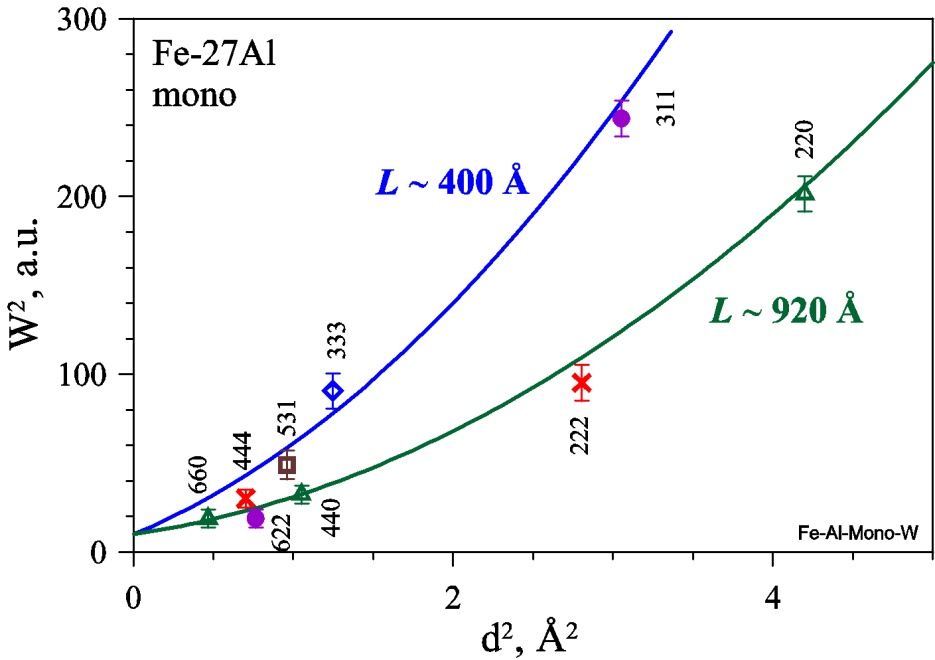 300
Fe-27Al
mono
311
220
L ~ 400 Å
200
W², a.u.
L ~ 920 Å
333
100
531
444
222
660
622
440
Fe-Al-Mono-W
0
0
2
4
d², Å²